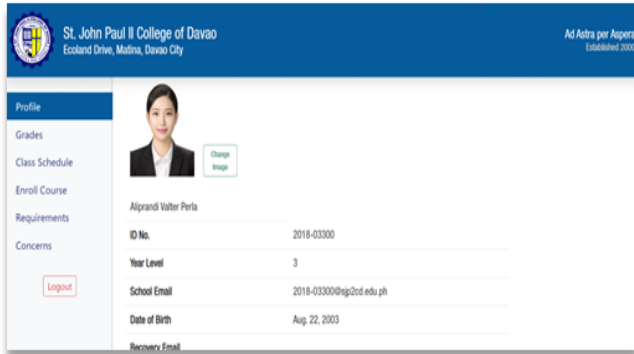 St. John Paul II College of Davao
Ecoland Drive, Matina, Davao City
Ad Astra per Aspera
Established 2000
Profile
Grades
Class Schedule
Enroll Course
Requirements
Concerns
Logout
Change
Image
Aliprandi Valter Perla
ID No. 2018-03300
Year Level 3
School Email 2018-03300@sjp2cd.edu.ph
Date of Birth Aug. 22, 2003
Recovery Email